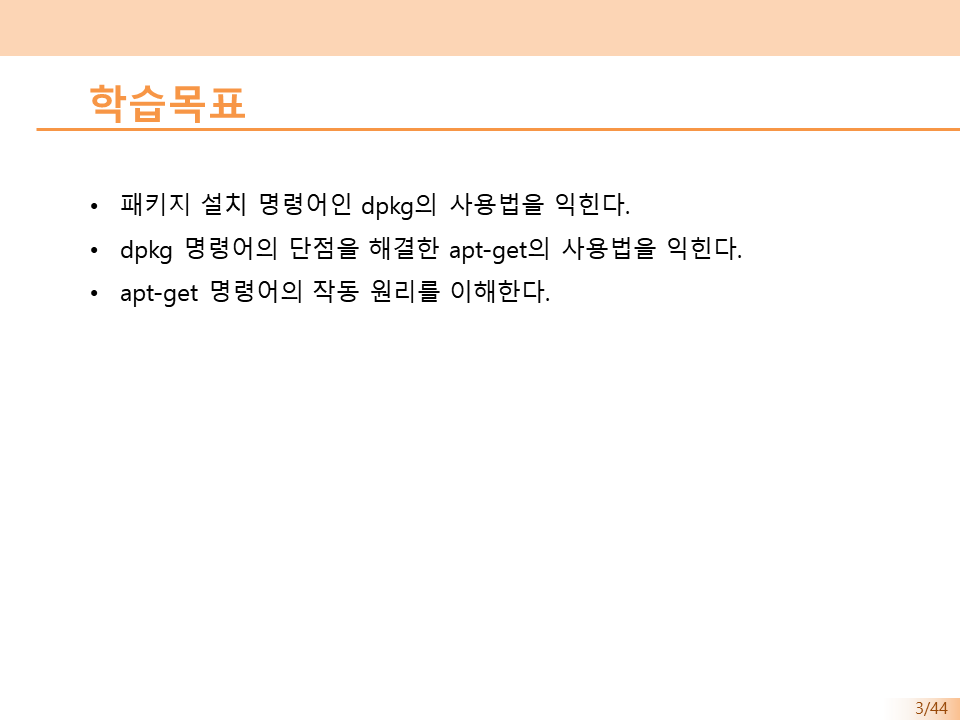 학습목표
• 패키지 설치 명령어인 dpkg의 사용법을 익힌다.
• dpkg 명령어의 단점을 해결한 apt-get의 사용법을 익힌다.
• apt-get 명령어의 작동 원리를 이해한다.
3/44